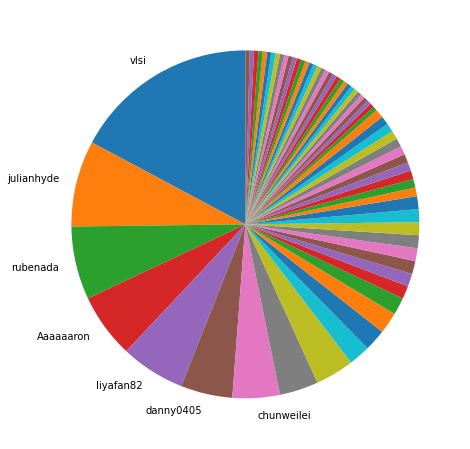 vlsi
julianhyde
rubenada
Aaaaaaron
liyafan82
danny0405
chunweilei